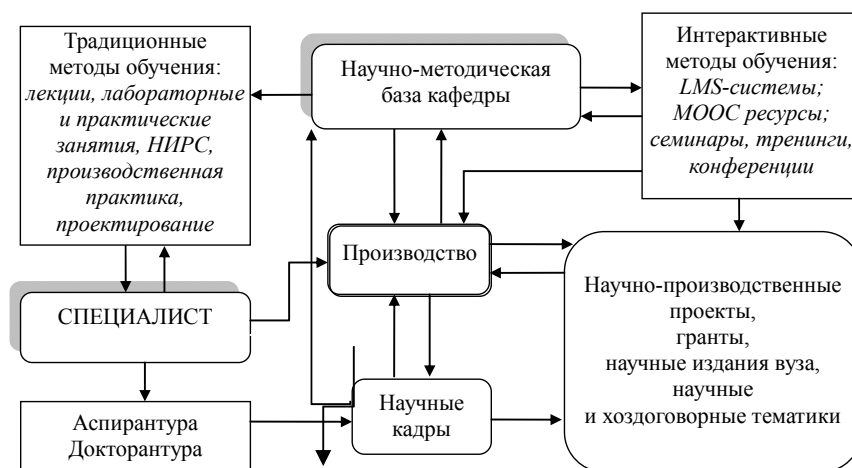 Традиционные
методы обучения:
лекции, лабораторные
и практические
занятия, НИРС,
производственная
практика,
проектирование
Научно-методическая
база кафедры
Интерактивные
методы обучения:
LMS-системы;
МООС ресурсы;
семинары, тренинги,
конференции
Производство
СПЕЦИАЛИСТ
Научно-производственные
проекты,
гранты,
научные издания вуза,
научные
и хоздоговорные тематики
Аспирантура
Докторантура
Научные
кадры